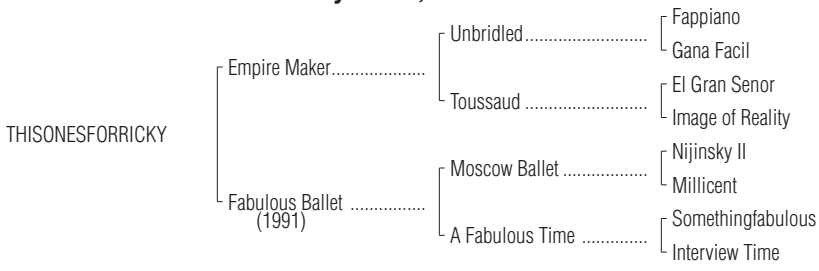 Fappiano
Unbridled
Gana Facil
Empire Maker
El Gran Senor
Toussaud
Image of Reality
THISONESFORRICKY
Nijinsky II
Moscow Ballet
Millicent
Fabulous Ballet
(1991)
Somethingfabulous
A Fabulous Time
Interview Time